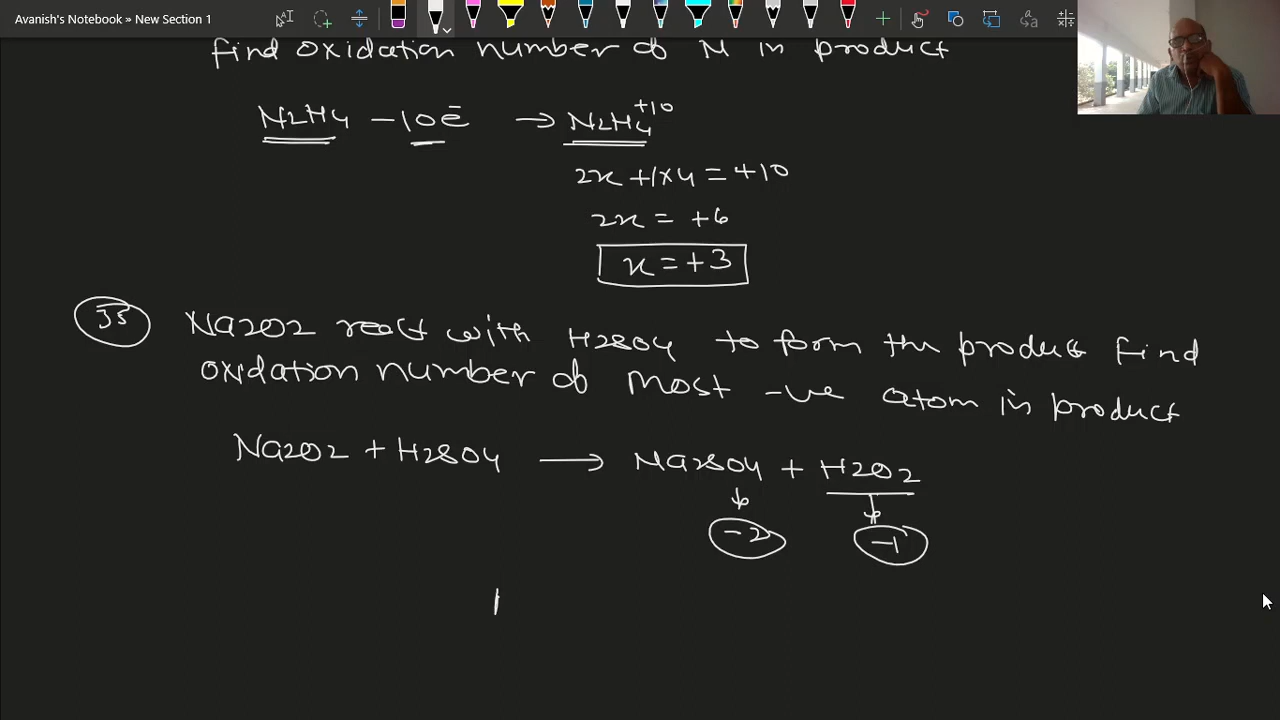 Avanish's Notebook » New Section 1
find oxidation number of N in product
N2H4 - 10ē → N2H4+10
2x +1×4 = +10
2x = +6
x = +3
35 Na2O2 react with H2SO4 to form the product find
oxidation number of most -ve atom in product
Na2O2 + H2SO4 → Na2SO4 + H2O2
-2 -1